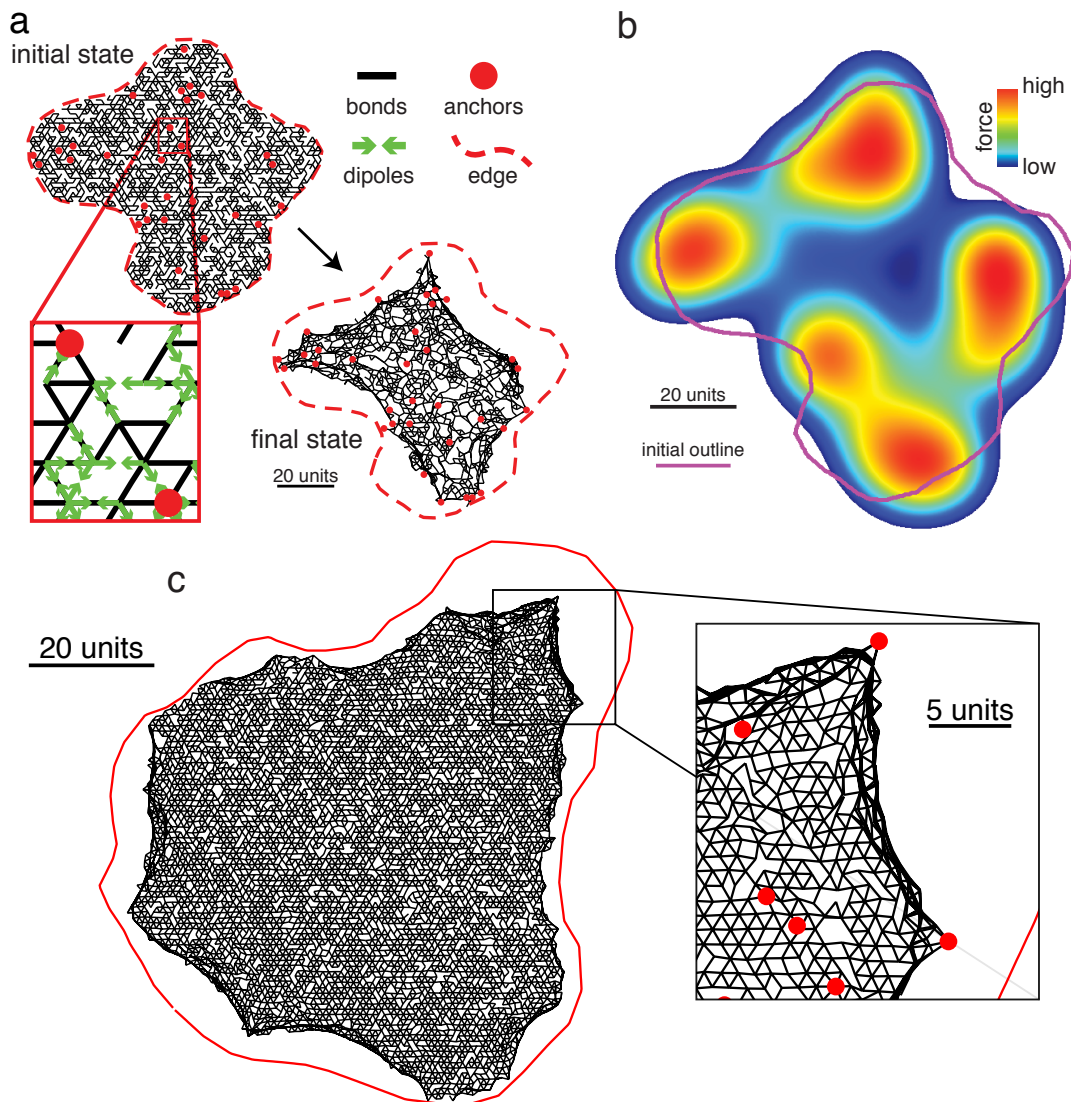 a
initial state
bonds
anchors
dipoles
edge
final state
20 units
b
force
high
low
20 units
initial outline
c
20 units
5 units